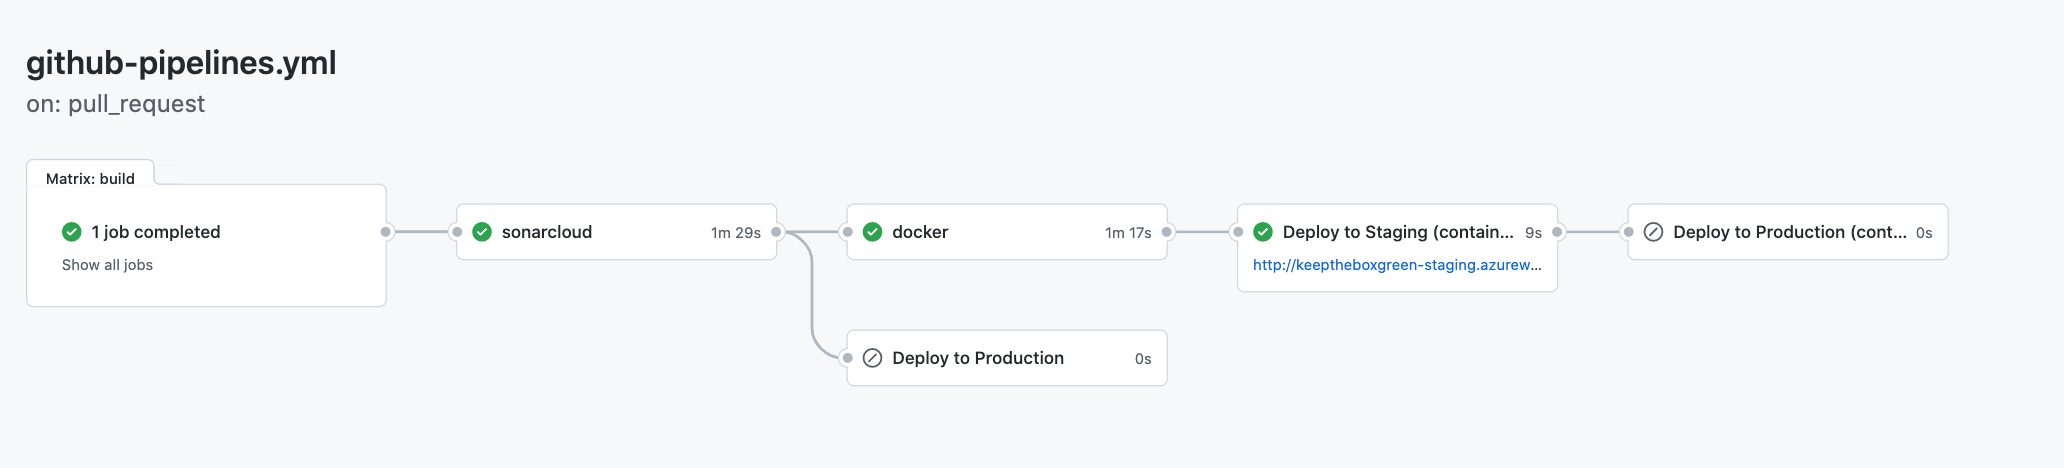 github-pipelines.yml
on: pull_request
Matrix: build
1 job completed
Show all jobs
sonarcloud 1m 29s
docker 1m 17s
Deploy to Staging (contain... 9s
http://keeptheboxgreen-staging.azurew...
Deploy to Production (cont... 0s
Deploy to Production 0s